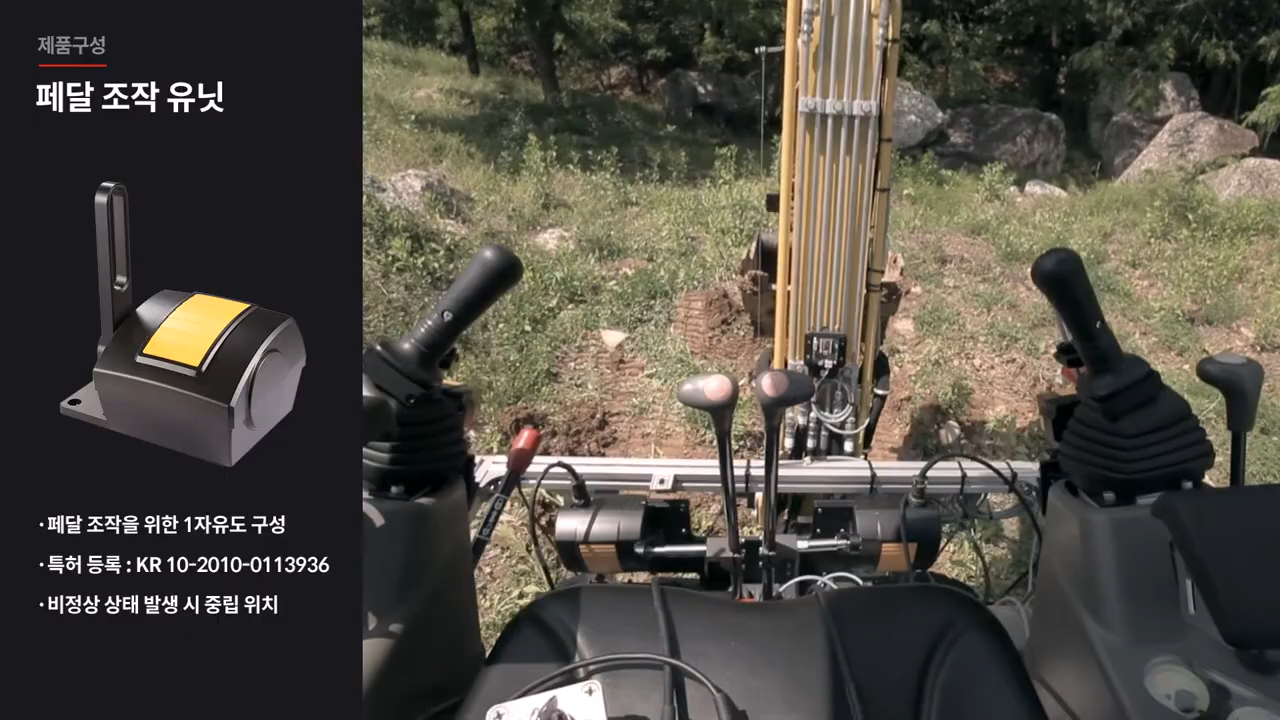 제품구성
페달 조작 유닛
· 페달 조작을 위한 1자유도 구성
· 특허 등록 : KR 10-2010-0113936
· 비정상 상태 발생 시 중립 위치